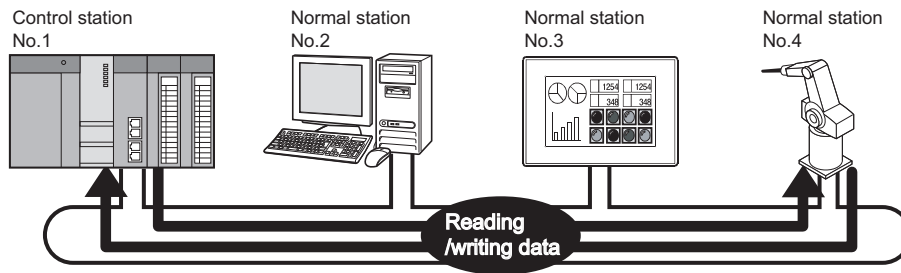 Control station
No.1
Normal station
No.2
Normal station
No.3
Normal station
No.4
1254 1254
348 348
Reading
/writing data